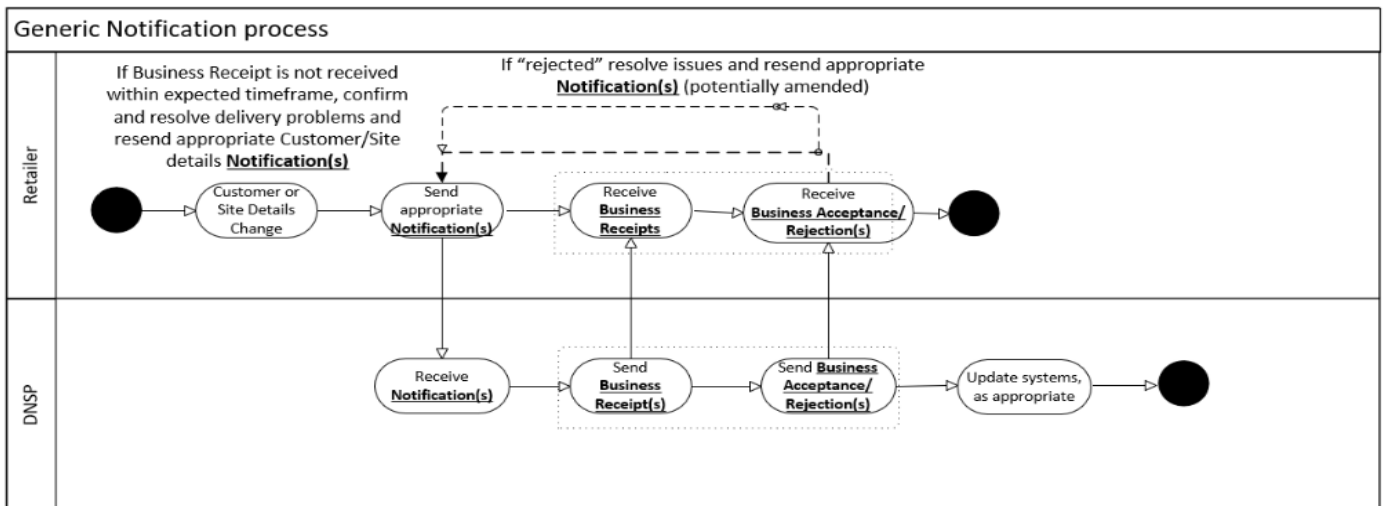 Generic Notification process
Retailer
If Business Receipt is not received
within expected timeframe, confirm
and resolve delivery problems and
resend appropriate Customer/Site
details Notification(s)
If “rejected” resolve issues and resend appropriate
Notification(s) (potentially amended)
Customer or
Site Details
Change
Send
appropriate
Notification(s)
Receive
Business
Receipts
Receive
Business Acceptance/
Rejection(s)
DNSP
Receive
Notification(s)
Send
Business
Receipt(s)
Send Business
Acceptance/
Rejection(s)
Update systems,
as appropriate